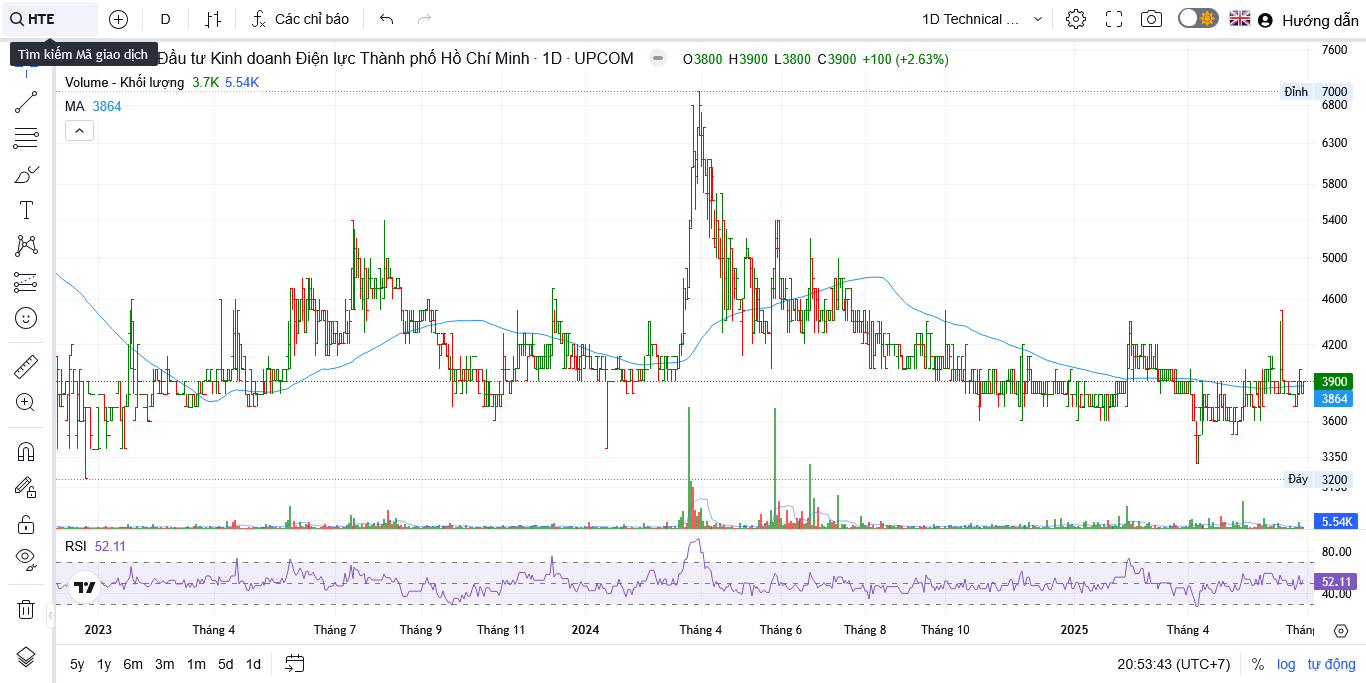 HTE
D
Các chỉ báo
1D Technical ...
Hướng dẫn
Tìm kiếm Mã giao dịch
Đầu tư Kinh doanh Điện lực Thành phố Hồ Chí Minh · 1D · UPCOM
O3800 H3900 L3800 C3900 +100 (+2.63%)
Volume - Khối lượng 3.7K 5.54K
MA 3864
7600
Đỉnh 7000
6800
6300
5800
5400
5000
4600
4200
3900
3864
3600
3350
Đáy 3200
5.54K
RSI 52.11
80.00
52.11
40.00
2023
Tháng 4
Tháng 7
Tháng 9
Tháng 11
2024
Tháng 4
Tháng 6
Tháng 8
Tháng 10
2025
Tháng 4
5y 1y 6m 3m 1m 5d 1d
20:53:43 (UTC+7)
%
log
tự động